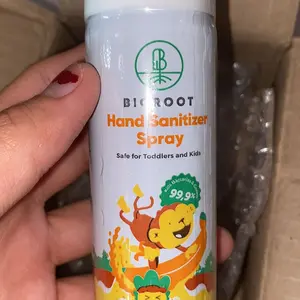 BIOROOT
Hand Sanitizer
Spray
Safe for Toddlers and Kids
99,9%